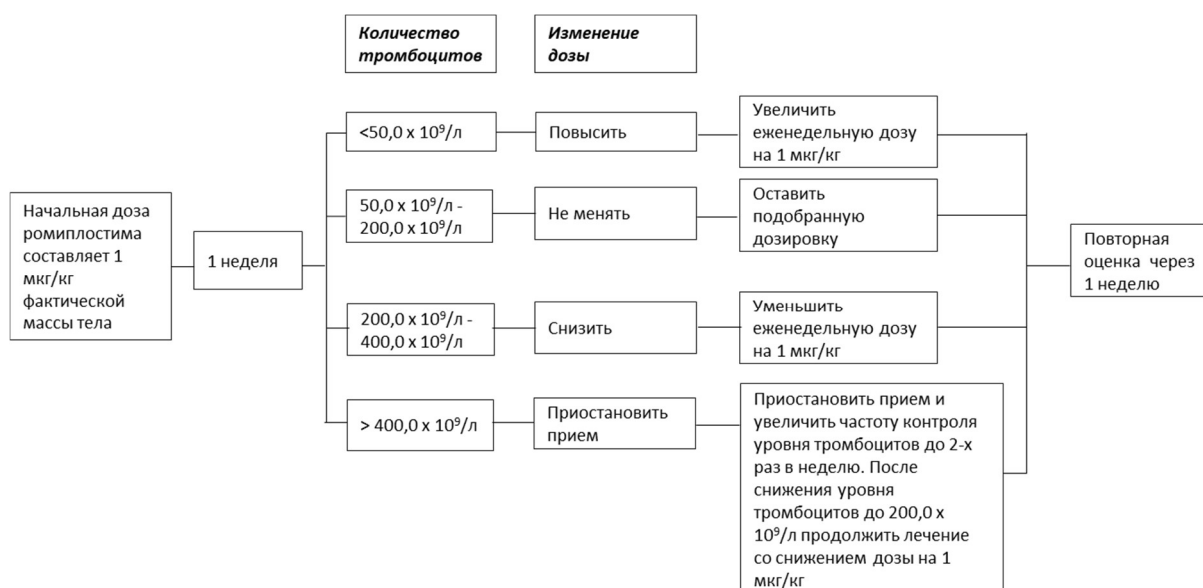 Количество
тромбоцитов
Изменение
дозы
Начальная доза
ромиплостима
составляет 1
мкг/кг
фактической
массы тела
1 неделя
<50,0 x 10⁹/л
Повысить
Увеличить
еженедельную дозу
на 1 мкг/кг
50,0 x 10⁹/л -
200,0 x 10⁹/л
Не менять
Оставить
подобранную
дозировку
200,0 x 10⁹/л -
400,0 x 10⁹/л
Снизить
Уменьшить
еженедельную дозу
на 1 мкг/кг
> 400,0 x 10⁹/л
Приостановить
прием
Приостановить прием и
увеличить частоту контроля
уровня тромбоцитов до 2-х
раз в неделю. После
снижения уровня
тромбоцитов до 200,0 x
10⁹/л продолжить лечение
со снижением дозы на 1
мкг/кг
Повторная
оценка через
1 неделю